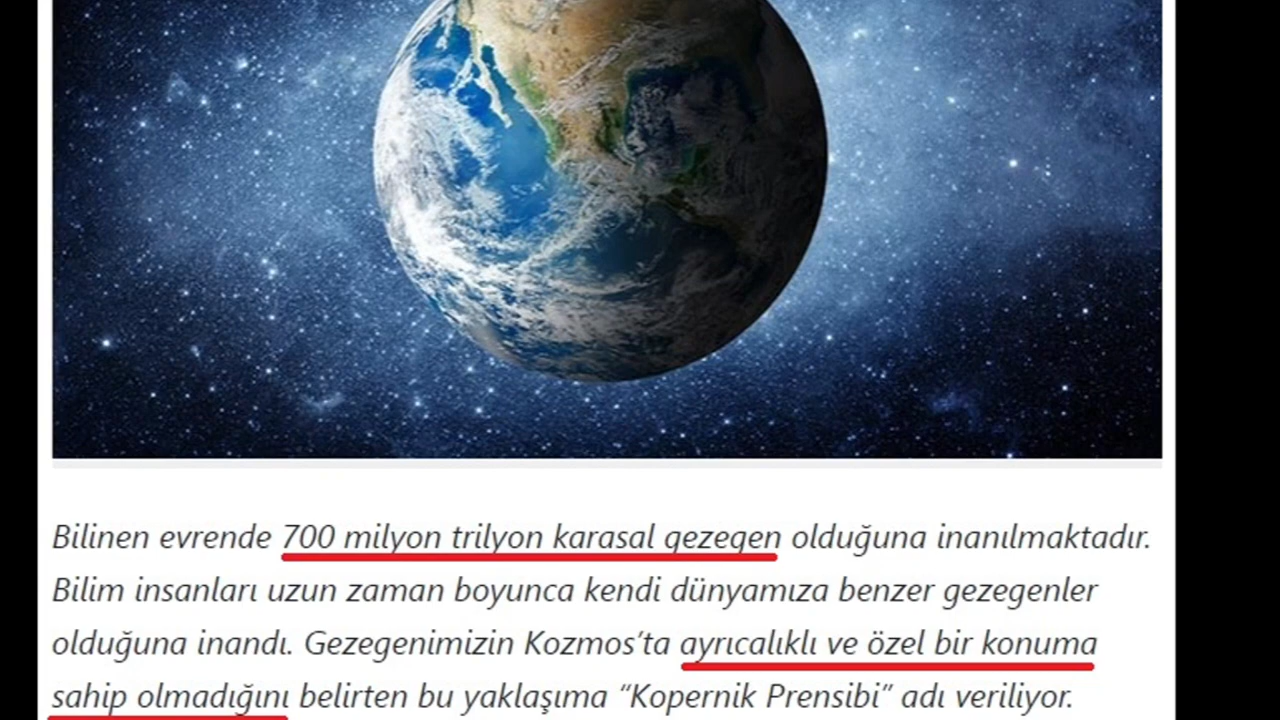 Bilinen evrende 700 milyon trilyon karasal gezegen olduğuna inanılmaktadır.
Bilim insanları uzun zaman boyunca kendi dünyamıza benzer gezegenler
olduğuna inandı. Gezegenimizin Kozmos’ta ayrıcalıklı ve özel bir konuma
sahip olmadığını belirten bu yaklaşıma “Kopernik Prensibi” adı veriliyor.